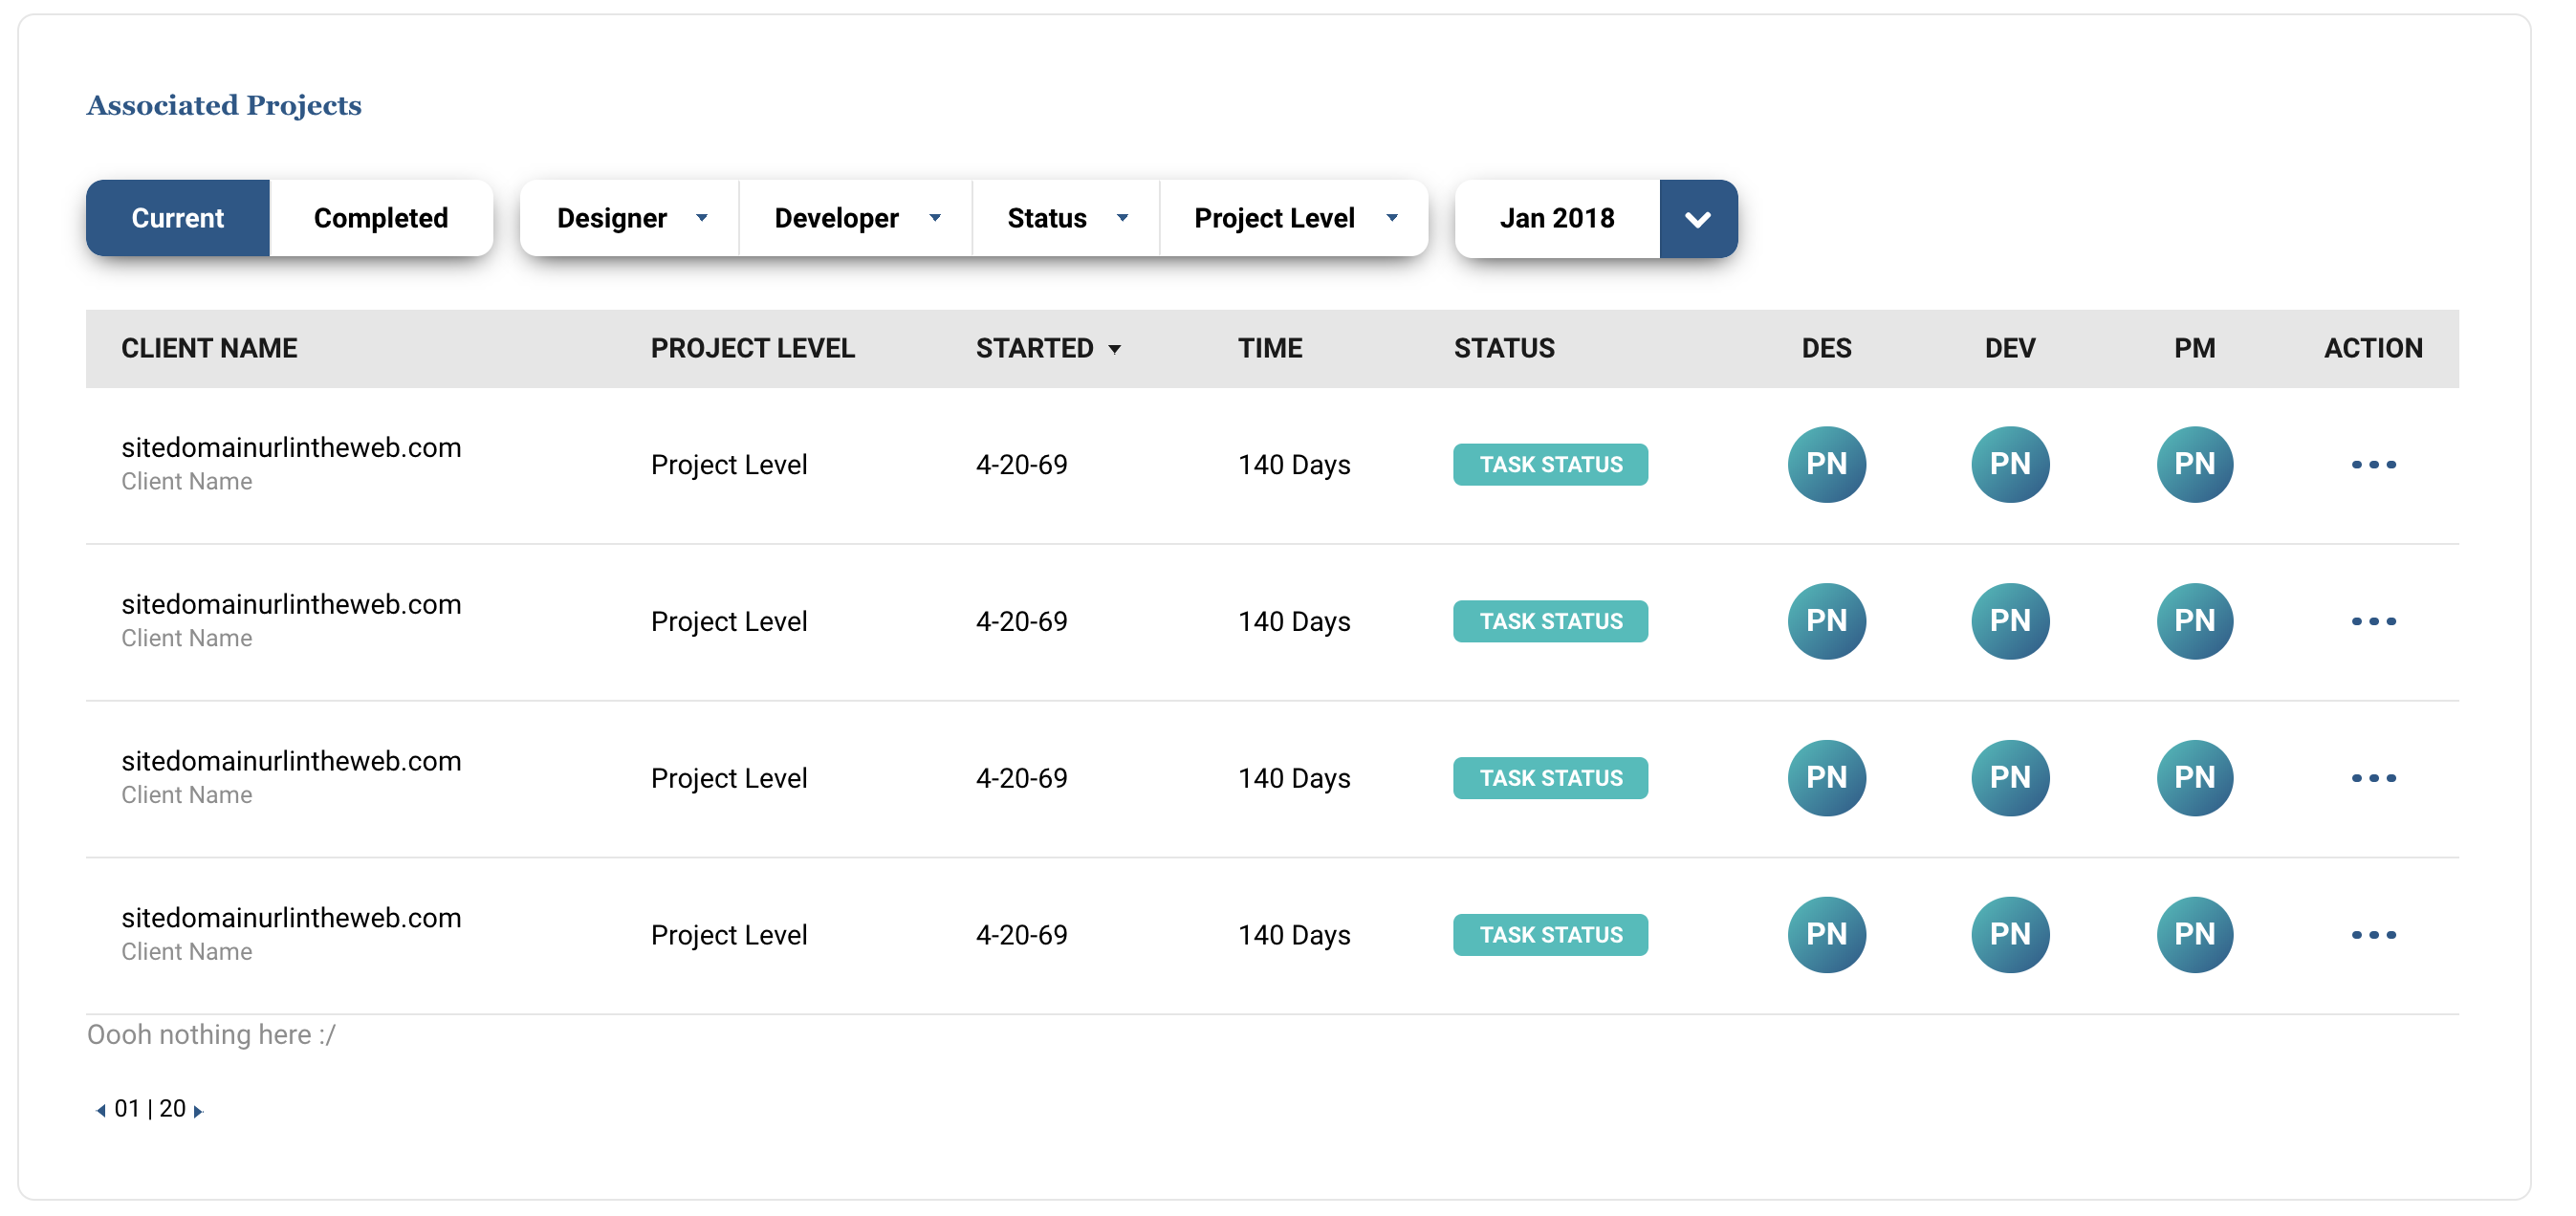 Associated Projects
Current Completed Designer Developer Status Project Level Jan 2018
CLIENT NAME PROJECT LEVEL STARTED TIME STATUS DES DEV PM ACTION
sitedomainurlintheweb.com
Client Name
Project Level 4-20-69 140 Days TASK STATUS PN PN PN
sitedomainurlintheweb.com
Client Name
Project Level 4-20-69 140 Days TASK STATUS PN PN PN
sitedomainurlintheweb.com
Client Name
Project Level 4-20-69 140 Days TASK STATUS PN PN PN
sitedomainurlintheweb.com
Client Name
Project Level 4-20-69 140 Days TASK STATUS PN PN PN
Oooh nothing here :/
01 | 20